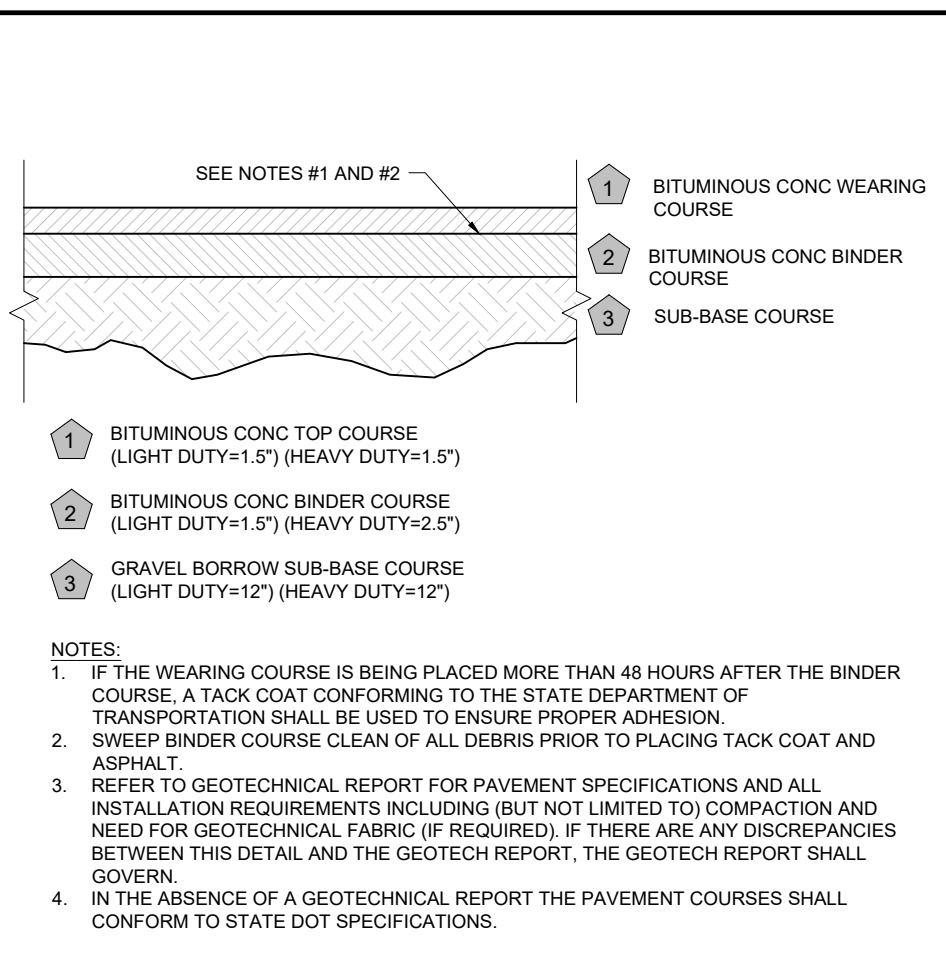 SEE NOTES #1 AND #2
1 BITUMINOUS CONC WEARING
COURSE
2 BITUMINOUS CONC BINDER
COURSE
3 SUB-BASE COURSE
1 BITUMINOUS CONC TOP COURSE
(LIGHT DUTY=1.5") (HEAVY DUTY=1.5")
2 BITUMINOUS CONC BINDER COURSE
(LIGHT DUTY=1.5") (HEAVY DUTY=2.5")
3 GRAVEL BORROW SUB-BASE COURSE
(LIGHT DUTY=12") (HEAVY DUTY=12")
NOTES:
1. IF THE WEARING COURSE IS BEING PLACED MORE THAN 48 HOURS AFTER THE BINDER
COURSE, A TACK COAT CONFORMING TO THE STATE DEPARTMENT OF
TRANSPORTATION SHALL BE USED TO ENSURE PROPER ADHESION.
2. SWEEP BINDER COURSE CLEAN OF ALL DEBRIS PRIOR TO PLACING TACK COAT AND
ASPHALT.
3. REFER TO GEOTECHNICAL REPORT FOR PAVEMENT SPECIFICATIONS AND ALL
INSTALLATION REQUIREMENTS INCLUDING (BUT NOT LIMITED TO) COMPACTION AND
NEED FOR GEOTECHNICAL FABRIC (IF REQUIRED). IF THERE ARE ANY DISCREPANCIES
BETWEEN THIS DETAIL AND THE GEOTECH REPORT, THE GEOTECH REPORT SHALL
GOVERN.
4. IN THE ABSENCE OF A GEOTECHNICAL REPORT THE PAVEMENT COURSES SHALL
CONFORM TO STATE DOT SPECIFICATIONS.